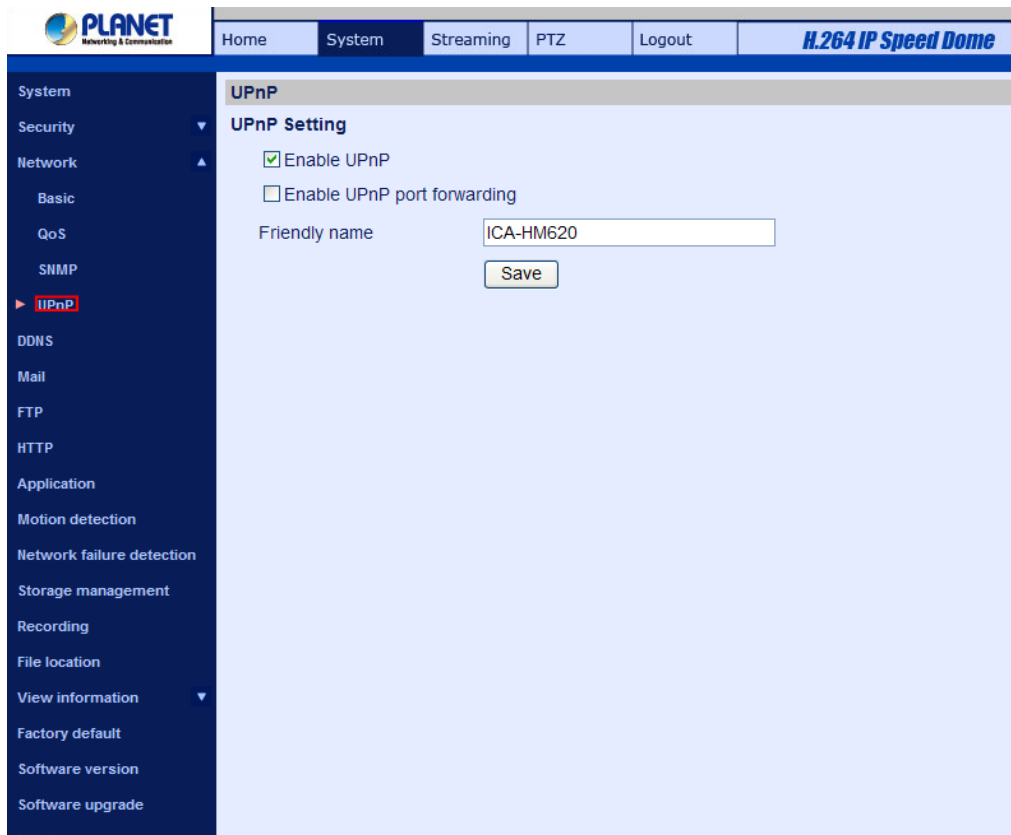 PLANET
Networking & Communication
Home System Streaming PTZ Logout H.264 IP Speed Dome
System
Security
Network
Basic
QoS
SNMP
UPnP
DDNS
Mail
FTP
HTTP
Application
Motion detection
Network failure detection
Storage management
Recording
File location
View information
Factory default
Software version
Software upgrade
UPnP
UPnP Setting
Enable UPnP
Enable UPnP port forwarding
Friendly name ICA-HM620
Save